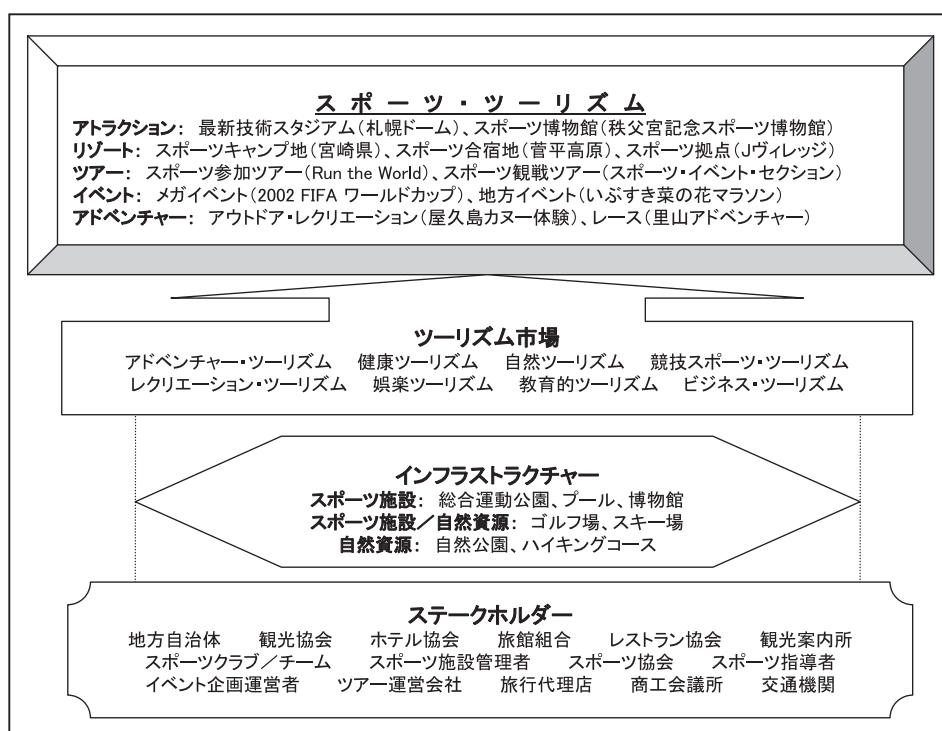 スポーツ・ツーリズム
アトラクション： 最新技術スタジアム（札幌ドーム）、スポーツ博物館（秩父宮記念スポーツ博物館）
リゾート： スポーツキャンプ地（宮崎県）、スポーツ合宿地（菅平高原）、スポーツ拠点（Jヴィレッジ）
ツアー： スポーツ参加ツアー（Run the World）、スポーツ観戦ツアー（スポーツ・イベント・セクション）
イベント： メガイベント（2002 FIFA ワールドカップ）、地方イベント（いぶすき菜の花マラソン）
アドベンチャー： アウトドア・レクリエーション（屋久島カヌー体験）、レース（里山アドベンチャー）
ツーリズム市場
アドベンチャー・ツーリズム 健康ツーリズム 自然ツーリズム 競技スポーツ・ツーリズム
レクリエーション・ツーリズム 娯楽ツーリズム 教育的ツーリズム ビジネス・ツーリズム
インフラストラクチャー
スポーツ施設： 総合運動公園、プール、博物館
スポーツ施設／自然資源： ゴルフ場、スキー場
自然資源： 自然公園、ハイキングコース
ステークホルダー
地方自治体 観光協会 ホテル協会 旅館組合 レストラン協会 観光案内所
スポーツクラブ／チーム スポーツ施設管理者 スポーツ協会 スポーツ指導者
イベント企画運営者 ツアー運営会社 旅行代理店 商工会議所 交通機関